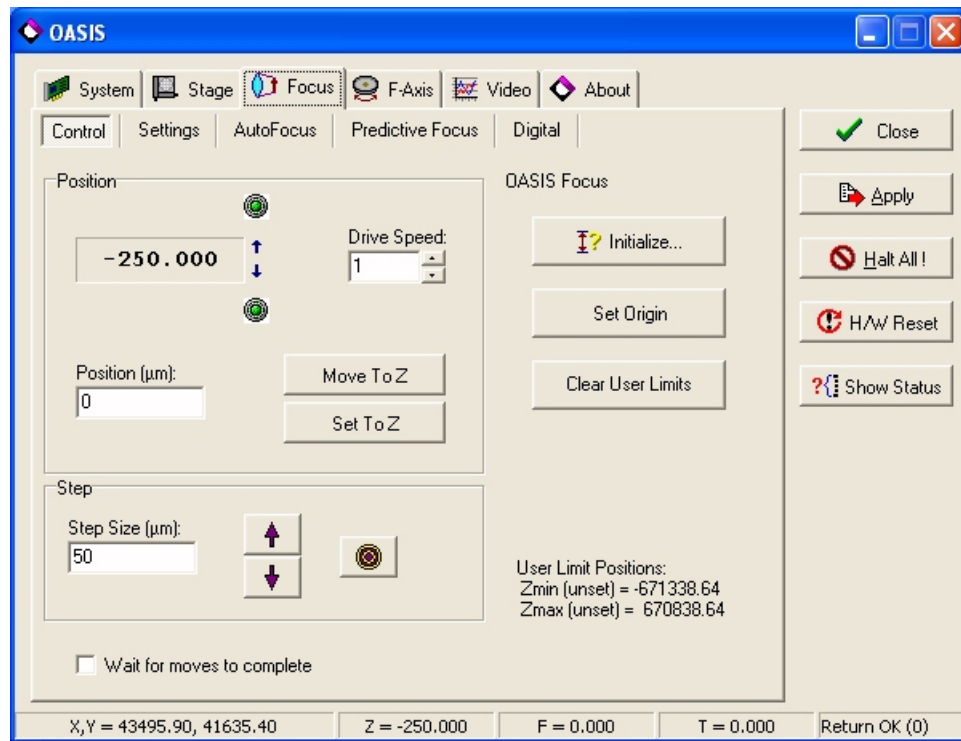 OASIS
System Stage Focus F-Axis Video About
Control Settings AutoFocus Predictive Focus Digital
Position
-250.000
Drive Speed:
1
Position (µm):
0
Move To Z
Set To Z
OASIS Focus
Initialize...
Set Origin
Clear User Limits
Step
Step Size (µm):
50
User Limit Positions:
Zmin (unset) = -671338.64
Zmax (unset) = 670838.64
Wait for moves to complete
Close
Apply
Halt All !
H/W Reset
Show Status
X,Y = 43495.90, 41635.40 Z = -250.000 F = 0.000 T = 0.000 Return OK (0)